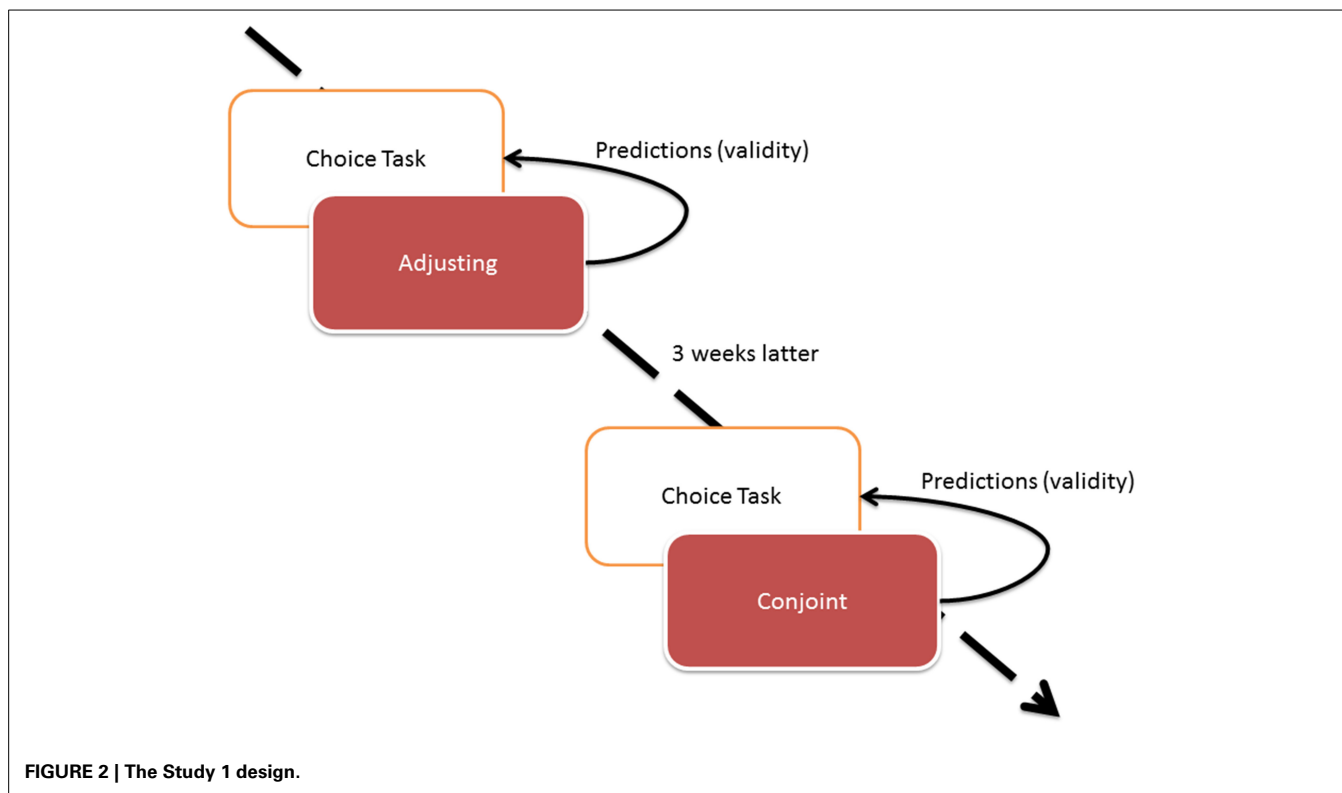 Choice Task
Predictions (validity)
Adjusting
3 weeks latter
Choice Task
Predictions (validity)
Conjoint
FIGURE 2 | The Study 1 design.